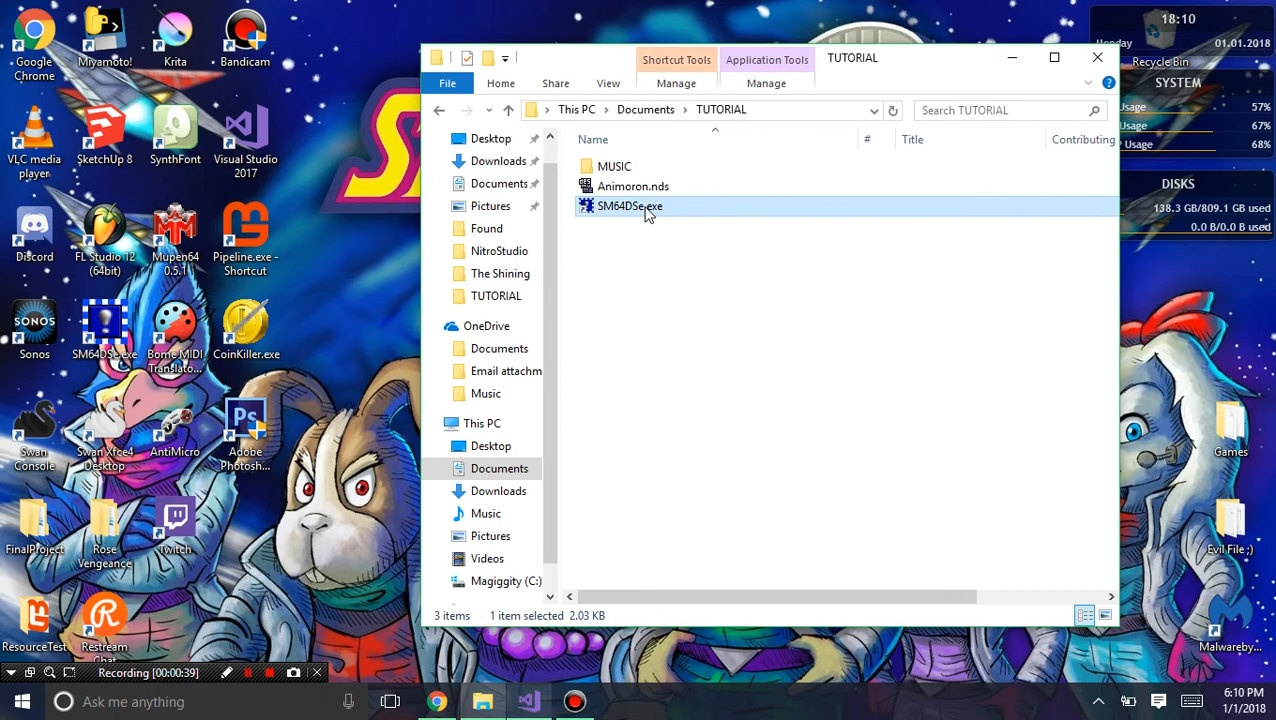 Google Chrome
Miyamoto!
Krita
Bandicam
VLC media player
SketchUp 8
SynthFont
Visual Studio 2017
Discord
FL Studio 12 (64bit)
Mupen64 0.5.1
Pipeline.exe - Shortcut
Sonos
SM64DSe.exe
Bome MIDI Translato...
CoinKiller.exe
Swan Console
Swan Xfce4 Desktop
AntiMicro
Adobe Photosh...
FinalProject
Rose Vengeance
Twitch
ResourceTest
Restream Chat
Shortcut Tools
Application Tools
TUTORIAL
File
Home
Share
View
Manage
Manage
This PC > Documents > TUTORIAL
Search TUTORIAL
Desktop
Downloads
Documents
Pictures
Found
NitroStudio
The Shining
TUTORIAL
OneDrive
Documents
Email attachm
Music
This PC
Desktop
Documents
Downloads
Music
Pictures
Videos
Magiggity (C:)
Name
#
Title
Contributing
MUSIC
Animoron.nds
SM64DSe.exe
3 items
1 item selected 2.03 KB
18:10
01.01.2018
Recycle Bin
SYSTEM
Usage 57%
Usage 67%
Usage 68%
DISKS
138.3 GB/809.1 GB used
0.0 B/0.0 B used
Games
Evil File ;)
Malwareby...
Recording [00:00:39]
Ask me anything
6:10 PM
1/1/2018